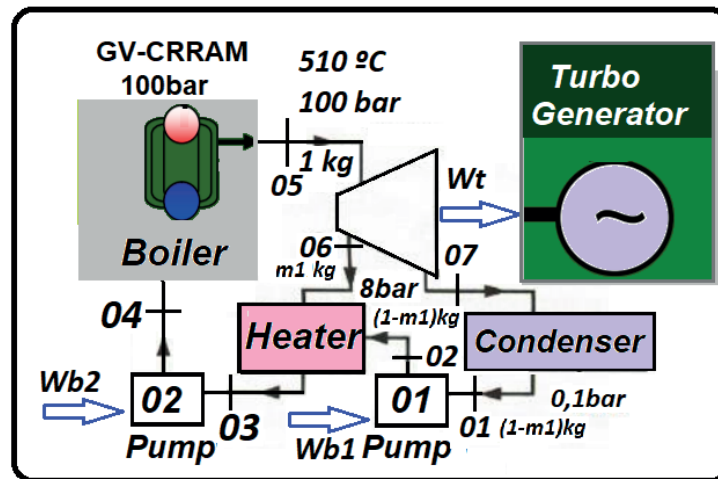 GV-CRRAM
100bar
510 ºC
100 bar
1 kg
05
Turbo
Generator
Wt
~
Boiler
06
m1 kg
07
8bar
(1-m1)kg
04
Heater
02
Condenser
Wb2
02
Pump
03
Wb1
01
Pump
01
0,1bar
(1-m1)kg